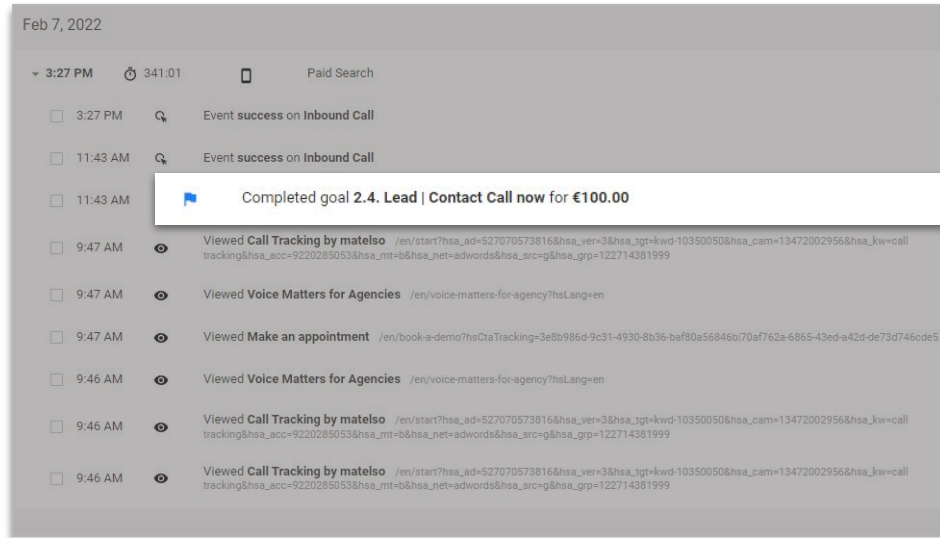 Feb 7, 2022
3:27 PM 341:01 Paid Search
3:27 PM Event success on Inbound Call
11:43 AM Event success on Inbound Call
11:43 AM Completed goal 2.4. Lead | Contact Call now for €100.00
9:47 AM Viewed Call Tracking by matelso /en/start?hsa_ad=527070573816&hsa_ver=3&hsa_tgt=kwd-10350050&hsa_cam=13472002956&hsa_kw=call
tracking&hsa_acc=9220285053&hsa_mt=b&hsa_net=adwords&hsa_src=g&hsa_grp=122714381999
9:47 AM Viewed Voice Matters for Agencies /en/voice-matters-for-agency?hsLang=en
9:47 AM Viewed Make an appointment /en/book-a-demo?hsCtaTracking=3e8b986d-9c31-4930-8b36-baf80a56846b|70af762a-6865-43ed-a42d-de73d746cde5
9:46 AM Viewed Voice Matters for Agencies /en/voice-matters-for-agency?hsLang=en
9:46 AM Viewed Call Tracking by matelso /en/start?hsa_ad=527070573816&hsa_ver=3&hsa_tgt=kwd-10350050&hsa_cam=13472002956&hsa_kw=call
tracking&hsa_acc=9220285053&hsa_mt=b&hsa_net=adwords&hsa_src=g&hsa_grp=122714381999
9:46 AM Viewed Call Tracking by matelso /en/start?hsa_ad=527070573816&hsa_ver=3&hsa_tgt=kwd-10350050&hsa_cam=13472002956&hsa_kw=call
tracking&hsa_acc=9220285053&hsa_mt=b&hsa_net=adwords&hsa_src=g&hsa_grp=122714381999